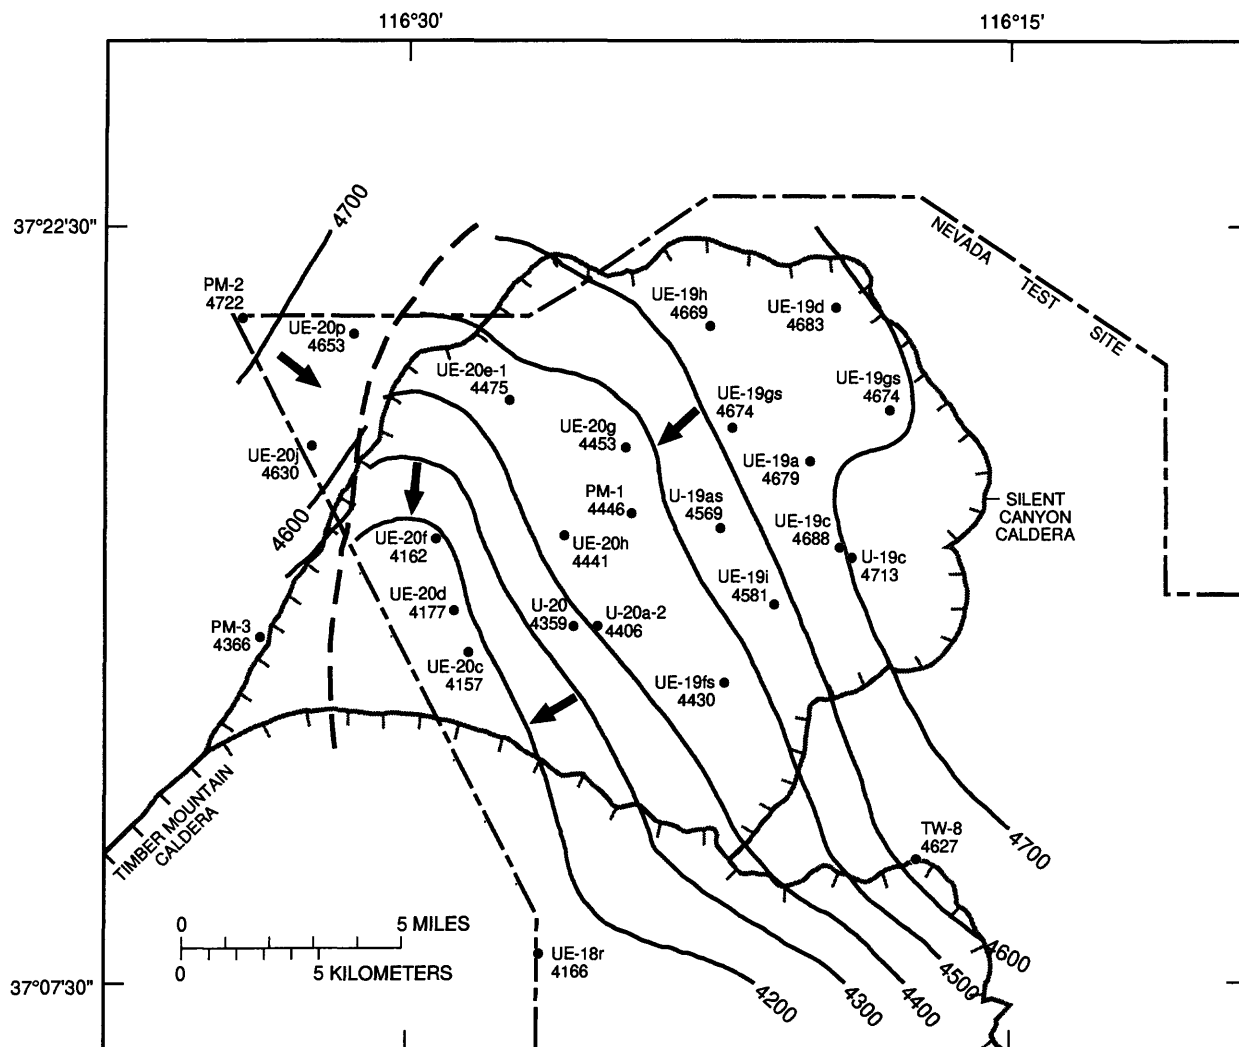 116°30'
116°15'
37°22'30"
4700
NEVADA
TEST
SITE
PM-2
4722
UE-20p
4653
UE-19h
4669
UE-19d
4683
UE-20e-1
4475
UE-19gs
4674
UE-19gs
4674
UE-20g
4453
UE-20j
4630
UE-19a
4679
4600
PM-1
4446
U-19as
4569
SILENT
CANYON
CALDERA
UE-19c
4688
UE-20f
4162
UE-20h
4441
U-19c
4713
UE-20d
4177
UE-19i
4581
U-20
4359
U-20a-2
4406
PM-3
4366
UE-20c
4157
UE-19fs
4430
TIMBER MOUNTAIN
CALDERA
TW-8
4627
4700
0
5 MILES
0
5 KILOMETERS
UE-18r
4166
4600
4500
4400
4300
4200
37°07'30"